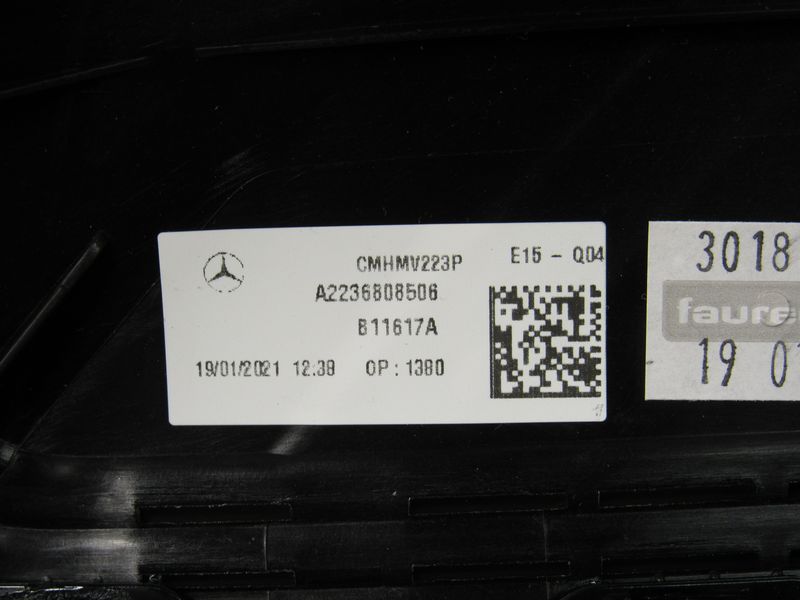 CMHMV223P E15 - Q04
A2236808506
B11617A
19/01/2021 12.38 OP : 1380
3018
faure
19 0